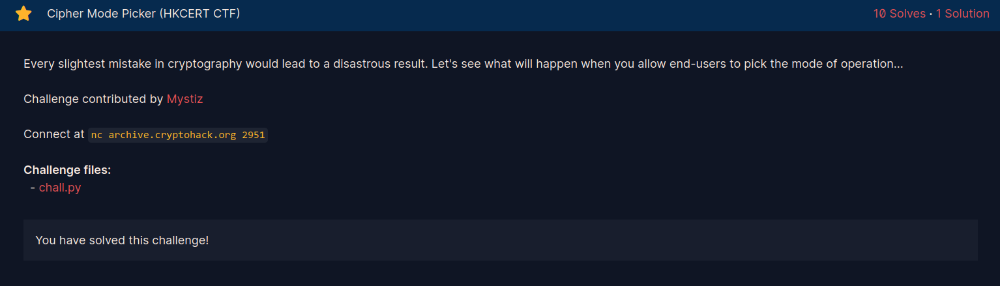 Cipher Mode Picker (HKCERT CTF) 10 Solves · 1 Solution
Every slightest mistake in cryptography would lead to a disastrous result. Let's see what will happen when you allow end-users to pick the mode of operation...
Challenge contributed by Mystiz
Connect at nc archive.cryptohack.org 2951
Challenge files:
- chall.py
You have solved this challenge!